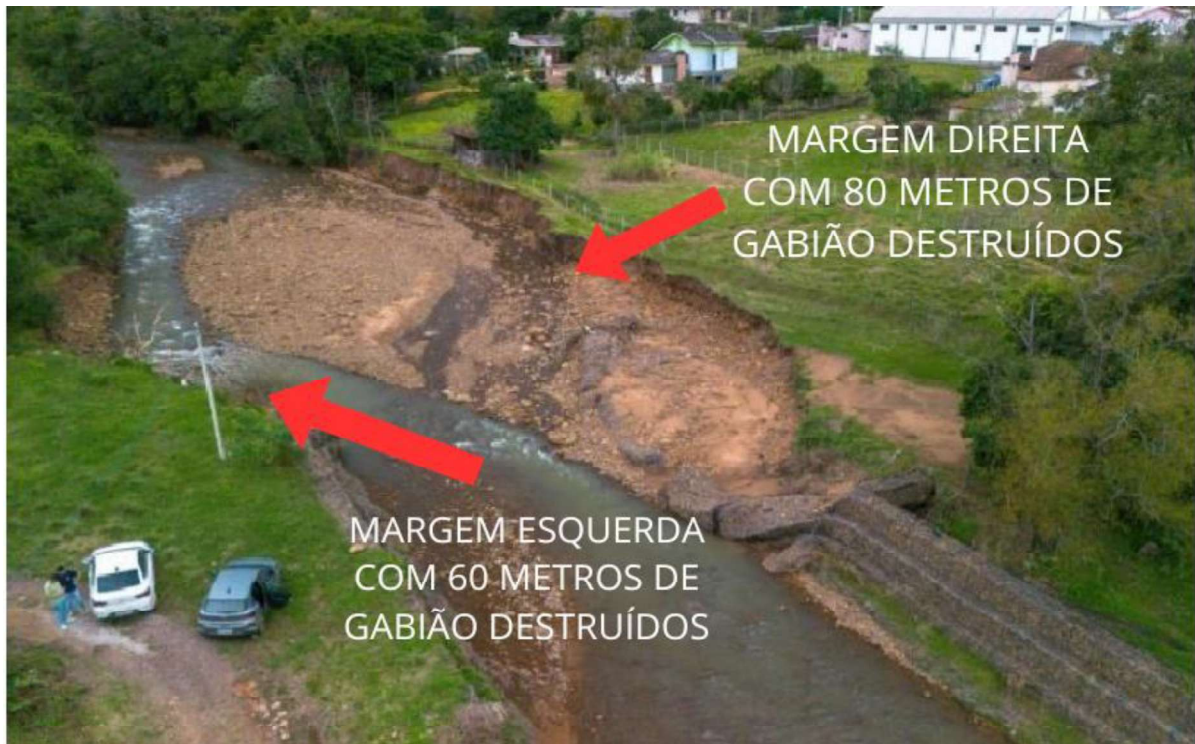 MARGEM DIREITA
COM 80 METROS DE
GABIÃO DESTRUÍDOS
MARGEM ESQUERDA
COM 60 METROS DE
GABIÃO DESTRUÍDOS